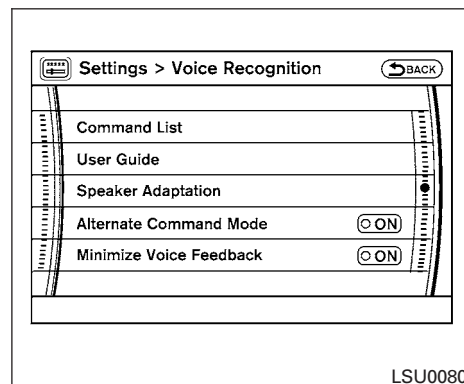 Settings > Voice Recognition
BACK
Command List
User Guide
Speaker Adaptation
Alternate Command Mode
ON
Minimize Voice Feedback
ON
LSU0080